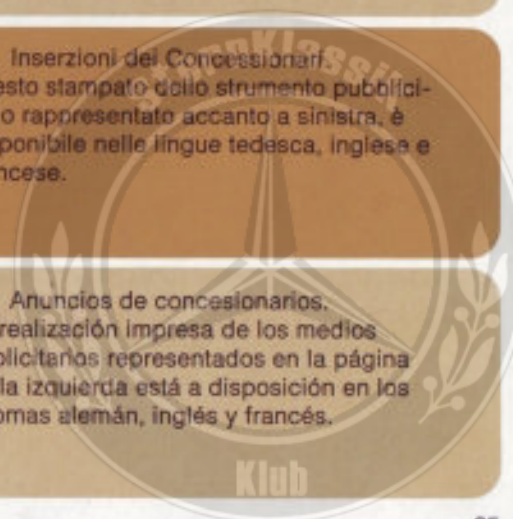 Inserzioni dei Concessionari.
esto stampato dello strumento pubblici-
o rappresentato accanto a sinistra, è
ponibile nelle lingue tedesca, inglese e
ncese.
Anuncios de concesionarios.
realización impresa de los medios
olicitarios representados en la página
la izquierda está a disposición en los
omas alemán, inglés y francés.
SternKlassik
Klub